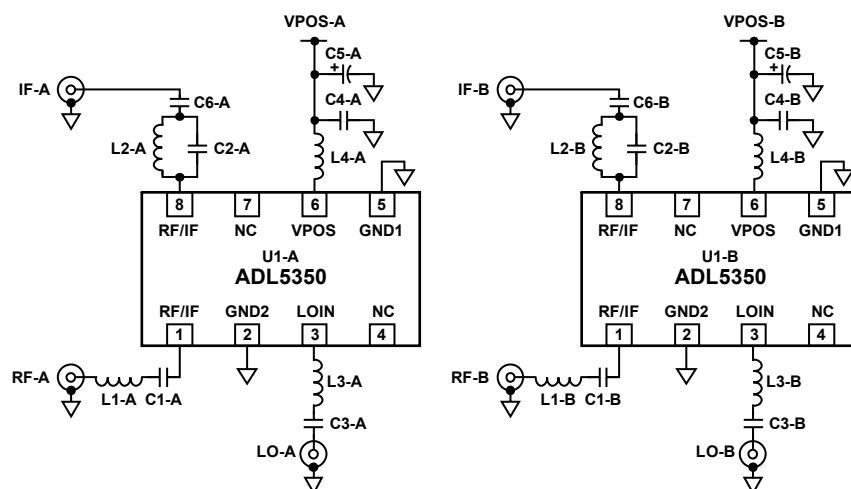 VPOS-A
VPOS-B
C5-A
C5-B
+
+
IF-A
IF-B
C6-A
C4-A
C6-B
C4-B
L2-A
C2-A
L4-A
L2-B
C2-B
L4-B
8 7 6 5
8 7 6 5
RF/IF NC VPOS GND1
RF/IF NC VPOS GND1
U1-A
U1-B
ADL5350
ADL5350
RF/IF GND2 LOIN NC
RF/IF GND2 LOIN NC
1 2 3 4
1 2 3 4
RF-A
RF-B
L1-A C1-A
L3-A
L1-B C1-B
L3-B
C3-A
C3-B
LO-A
LO-B